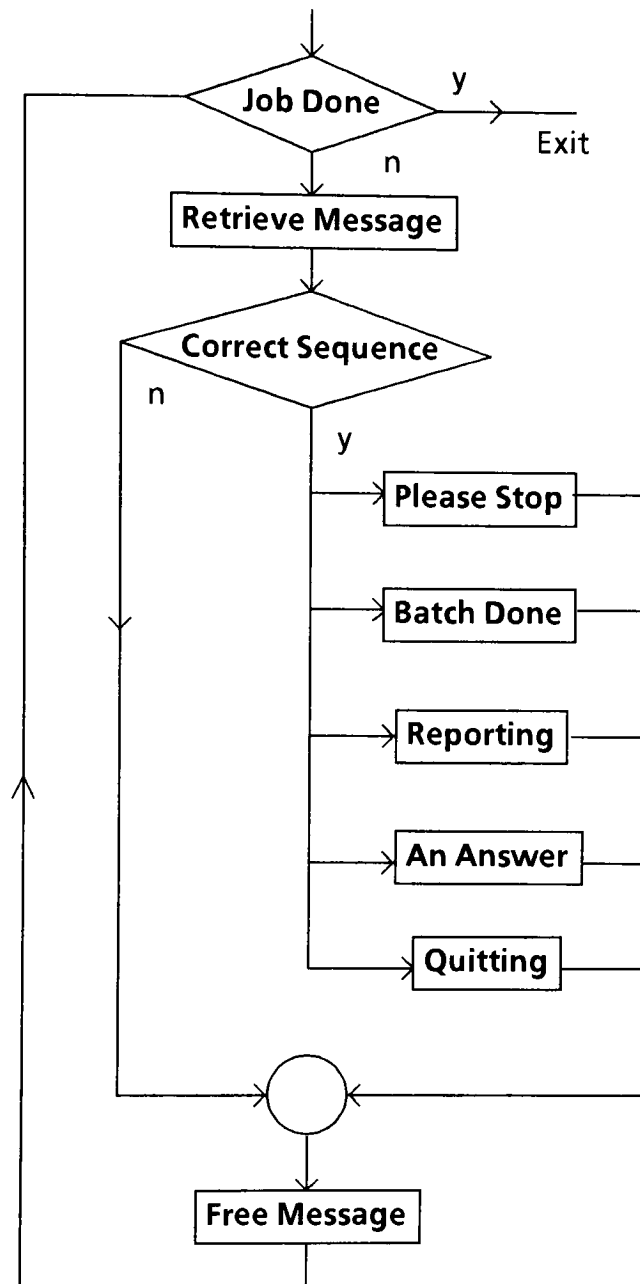 Job Done
y
Exit
n
Retrieve Message
Correct Sequence
n
y
Please Stop
Batch Done
Reporting
An Answer
Quitting
Free Message